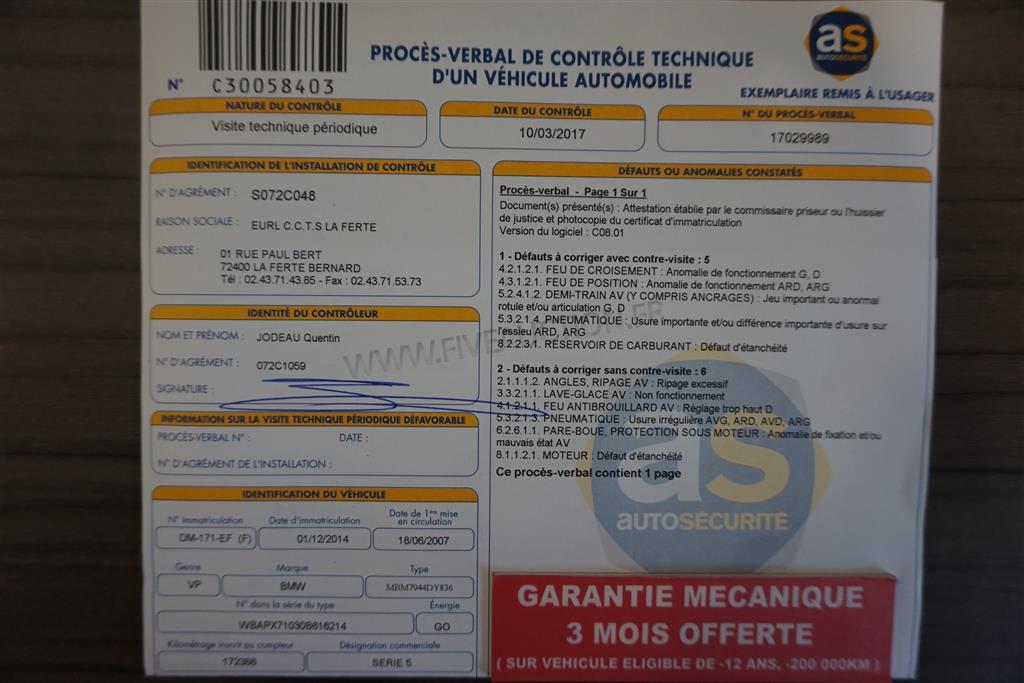 N° C30058403
PROCÈS-VERBAL DE CONTRÔLE TECHNIQUE
D'UN VÉHICULE AUTOMOBILE
as
AUTOSÉCURITÉ
EXEMPLAIRE REMIS À L'USAGER
NATURE DU CONTRÔLE
Visite technique périodique
DATE DU CONTRÔLE
10/03/2017
N° DU PROCÈS-VERBAL
17029989
IDENTIFICATION DE L'INSTALLATION DE CONTRÔLE
N° D'AGRÉMENT : S072C048
RAISON SOCIALE : EURL C.C.T.S LA FERTE
ADRESSE : 01 RUE PAUL BERT
72400 LA FERTE BERNARD
Tél : 02.43.71.43.85 - Fax : 02.43.71.53.73
IDENTITÉ DU CONTRÔLEUR
NOM ET PRÉNOM : JODEAU Quentin
N° D'AGRÉMENT : 072C1059
SIGNATURE :
INFORMATION SUR LA VISITE TECHNIQUE PÉRIODIQUE DÉFAVORABLE
PROCÈS-VERBAL N° : DATE :
N° D'AGRÉMENT DE L'INSTALLATION :
IDENTIFICATION DU VÉHICULE
N° Immatriculation Date d'immatriculation Date de 1ère mise en circulation
DM-171-EF (F) 01/12/2014 18/06/2007
Genre Marque Type
VP BMW MBM7944DY836
N° dans la série du type Énergie
WBAPX71030B616214 GO
Kilométrage inscrit au compteur Désignation commerciale
172366 SERIE 5
DÉFAUTS OU ANOMALIES CONSTATÉS
Procès-verbal - Page 1 Sur 1
Document(s) présenté(s) : Attestation établie par le commissaire priseur ou l'huissier
de justice et photocopie du certificat d'immatriculation
Version du logiciel : C08.01
1 - Défauts à corriger avec contre-visite : 5
4.2.1.2.1. FEU DE CROISEMENT : Anomalie de fonctionnement G, D
4.3.1.2.1. FEU DE POSITION : Anomalie de fonctionnement ARD, ARG
5.2.4.1.2. DEMI-TRAIN AV (Y COMPRIS ANCRAGES) : Jeu important ou anormal
rotule et/ou articulation G, D
5.3.2.1.4. PNEUMATIQUE : Usure importante et/ou différence importante d'usure sur
l'essieu ARD, ARG
8.2.2.3.1. RESERVOIR DE CARBURANT : Défaut d'étanchéité
2 - Défauts à corriger sans contre-visite : 6
2.1.1.1.2. ANGLES, RIPAGE AV : Ripage excessif
3.3.2.1.1. LAVE-GLACE AV : Non fonctionnement
4.1.2.1.1. FEU ANTIBROUILLARD AV : Réglage trop haut D
5.3.2.1.3. PNEUMATIQUE : Usure irrégulière AVG, ARD, AVD, ARG
6.2.6.1.1. PARE-BOUE, PROTECTION SOUS MOTEUR : Anomalie de fixation et/ou
mauvais état AV
8.1.1.2.1. MOTEUR : Défaut d'étanchéité
Ce procès-verbal contient 1 page
as
AUTOSÉCURITÉ
GARANTIE MECANIQUE
3 MOIS OFFERTE
( SUR VEHICULE ELIGIBLE DE -12 ANS, -200 000KM )